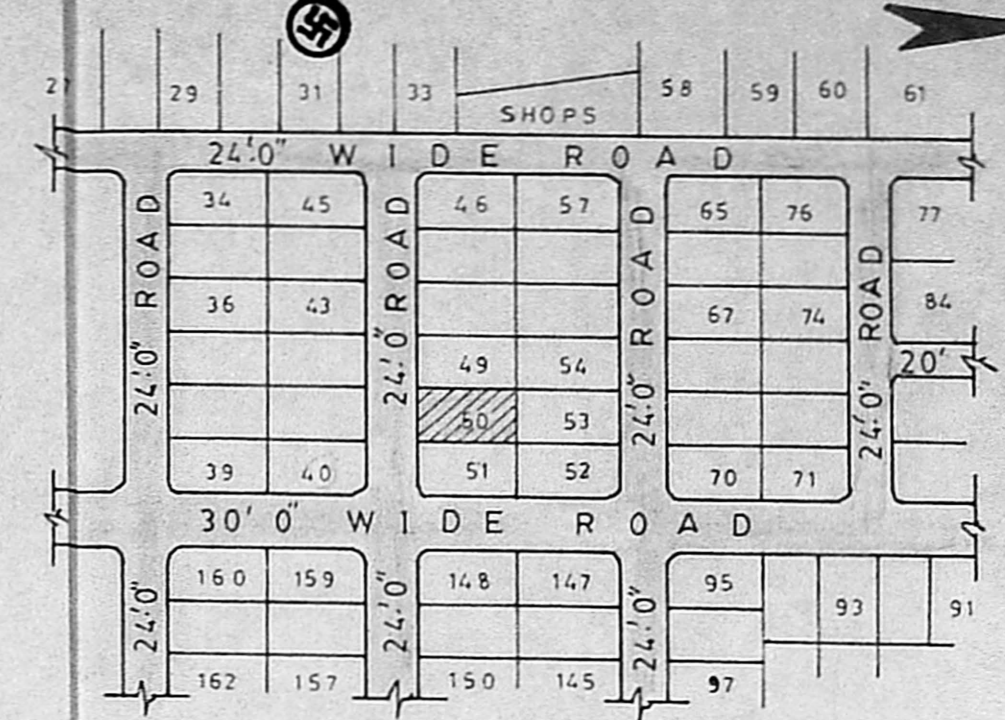 29 31 33 SHOPS 58 59 60 61
24'.0" WIDE ROAD
34 45 46 57 65 76 77
36 43 67 74 84
49 54 20'
50 53
39 40 51 52 70 71
24'.0" ROAD
24'.0" ROAD
24'.0" ROAD
24'.0" ROAD
30' 0" WIDE ROAD
160 159 148 147 95 93 91
24'.0" 24'.0" 24'.0"
162 157 150 145 97